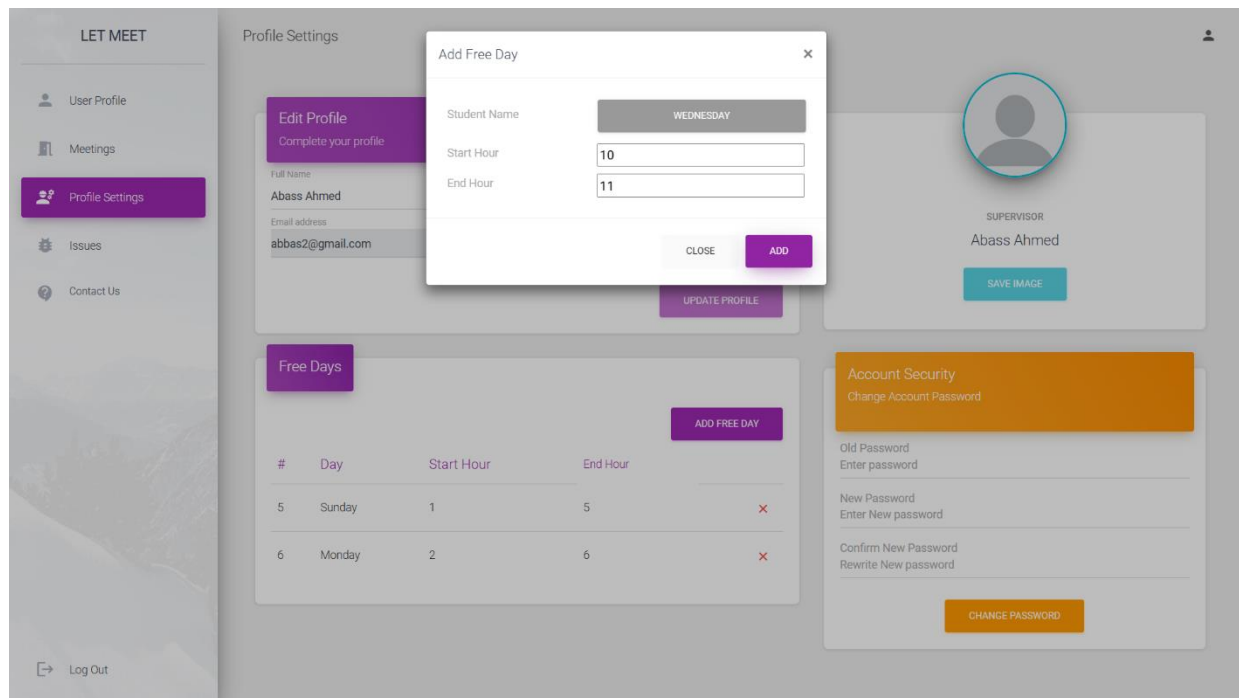 LET MEET
User Profile
Meetings
Profile Settings
Issues
Contact Us
Log Out
Profile Settings
Add Free Day ×
Student Name WEDNESDAY
Start Hour 10
End Hour 11
CLOSE ADD
Edit Profile
Complete your profile
Full Name
Abass Ahmed
Email address
abbas2@gmail.com
UPDATE PROFILE
SUPERVISOR
Abass Ahmed
SAVE IMAGE
Free Days
ADD FREE DAY
# Day Start Hour End Hour
5 Sunday 1 5 ×
6 Monday 2 6 ×
Account Security
Change Account Password
Old Password
Enter password
New Password
Enter New password
Confirm New Password
Rewrite New password
CHANGE PASSWORD